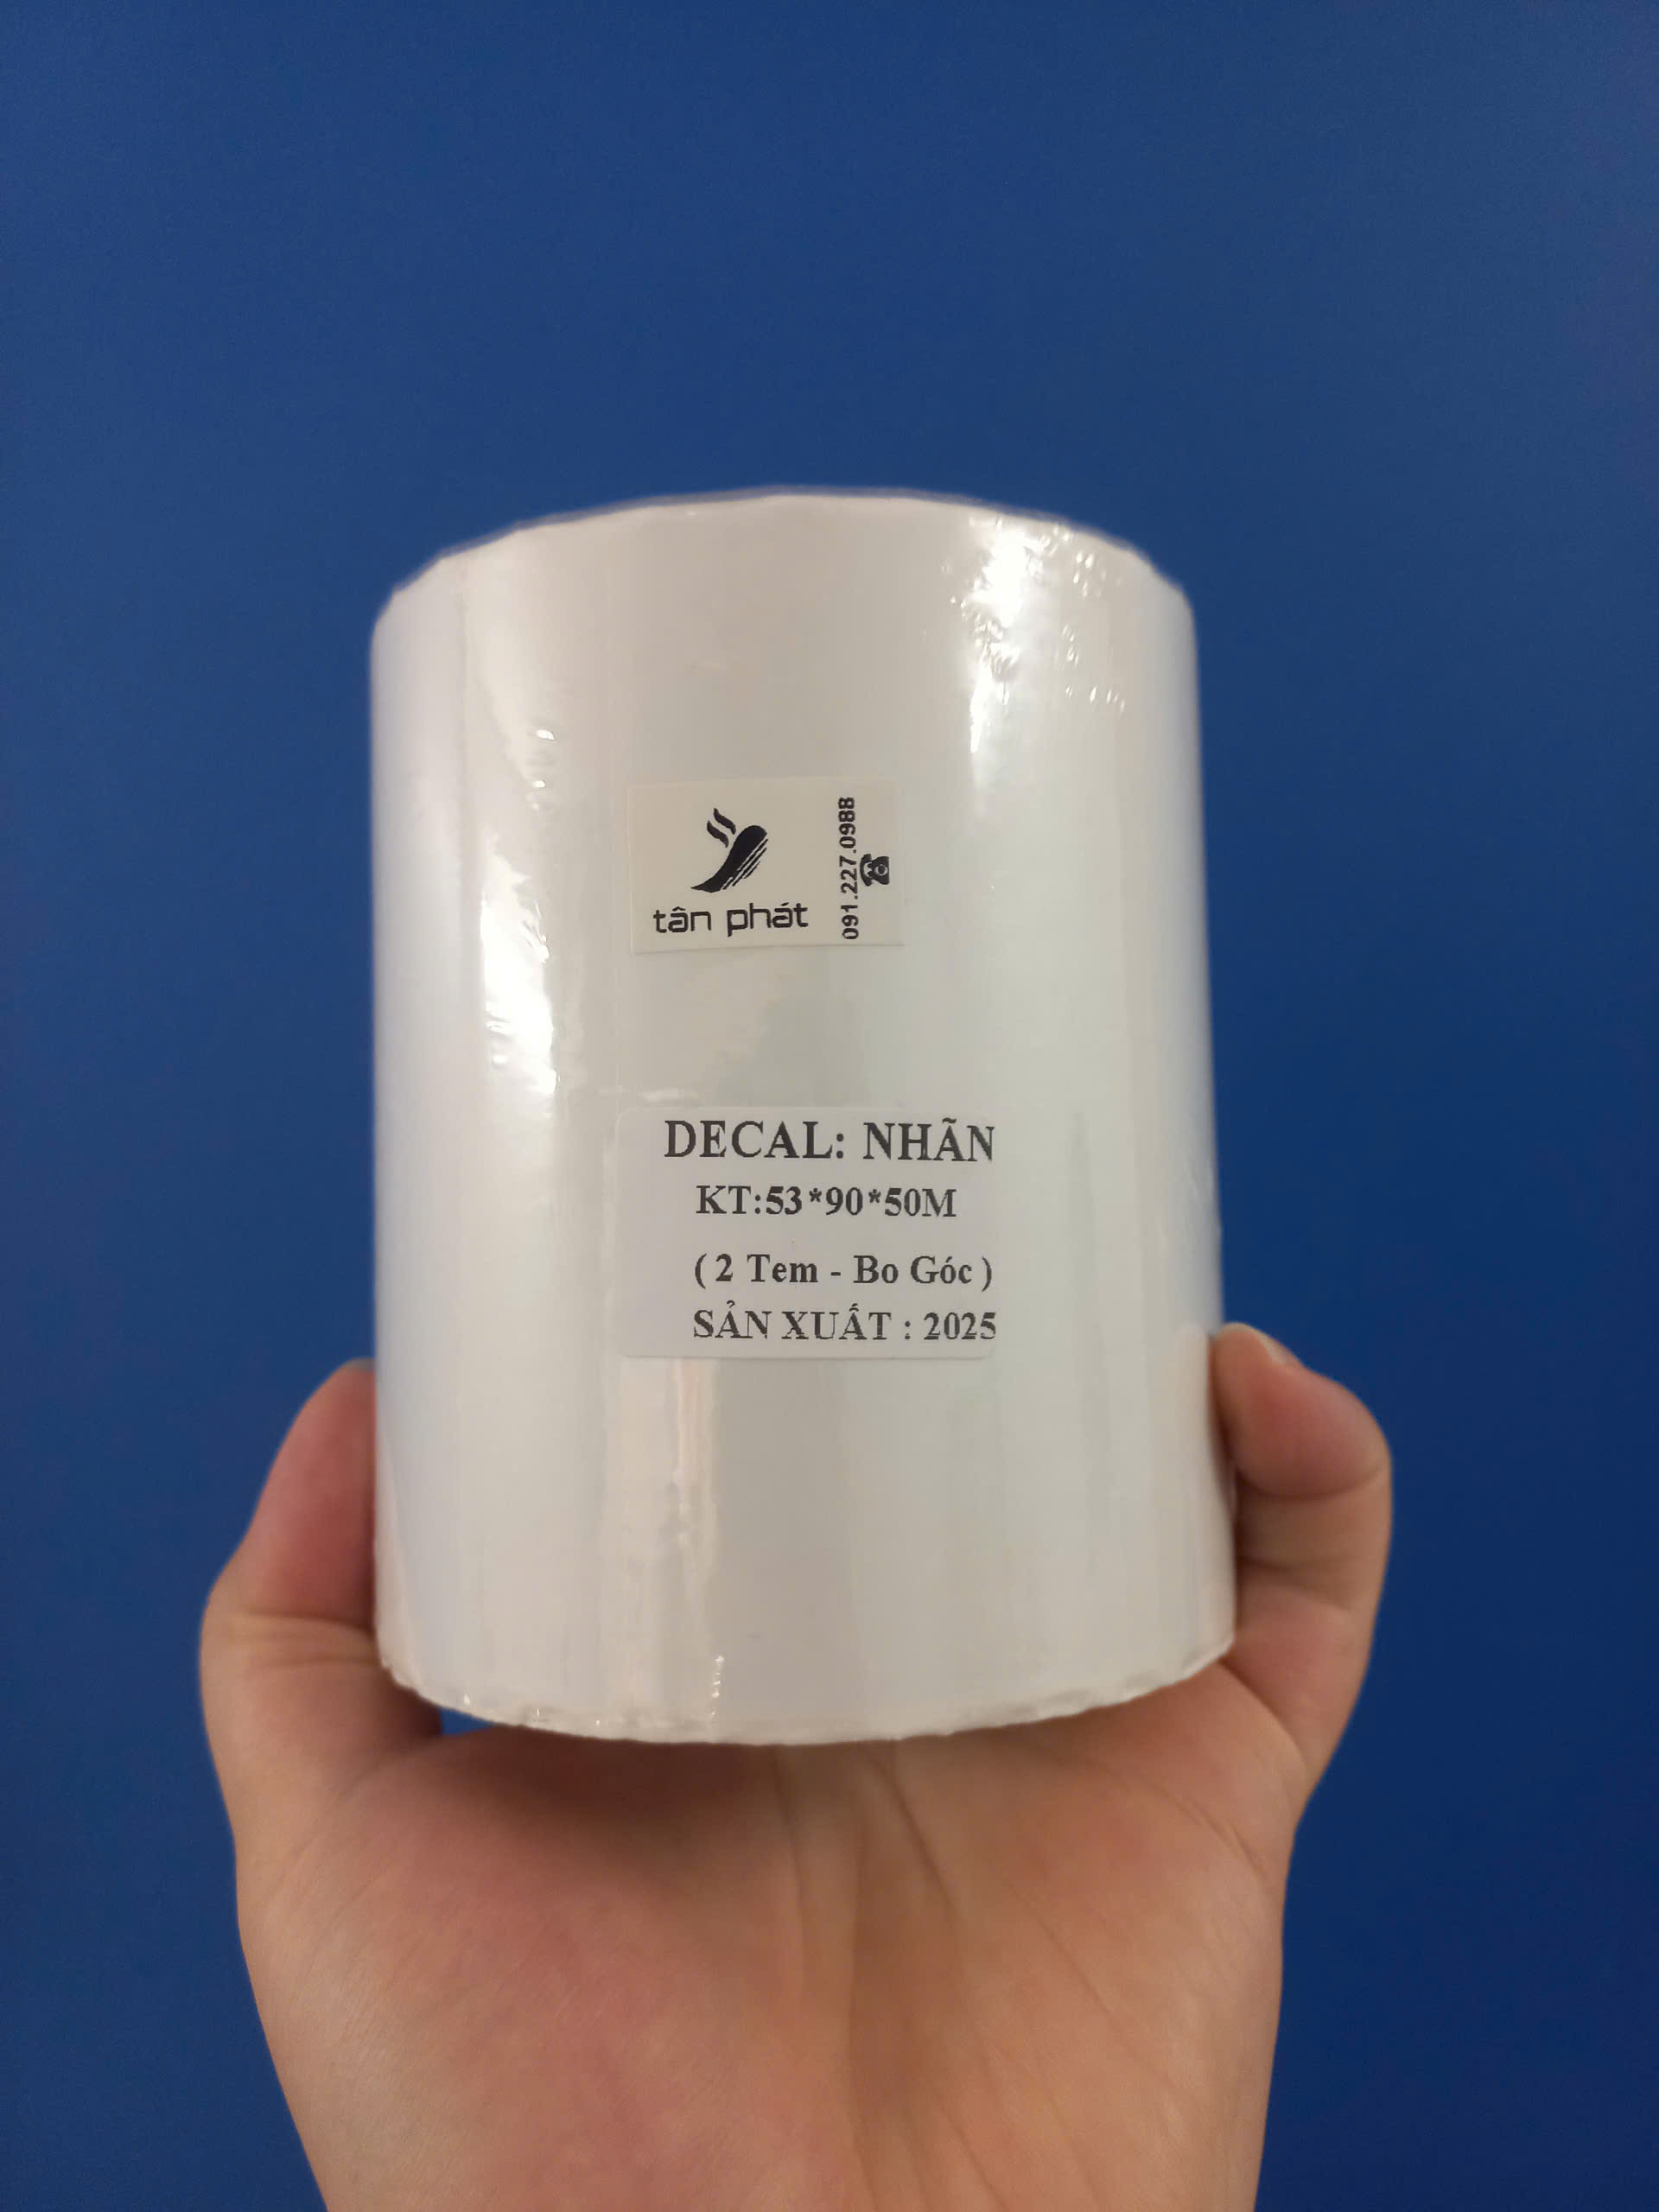 tân phát
091.227.0988
DECAL: NHÃN
KT:53*90*50M
( 2 Tem - Bo Góc )
SẢN XUẤT : 2025